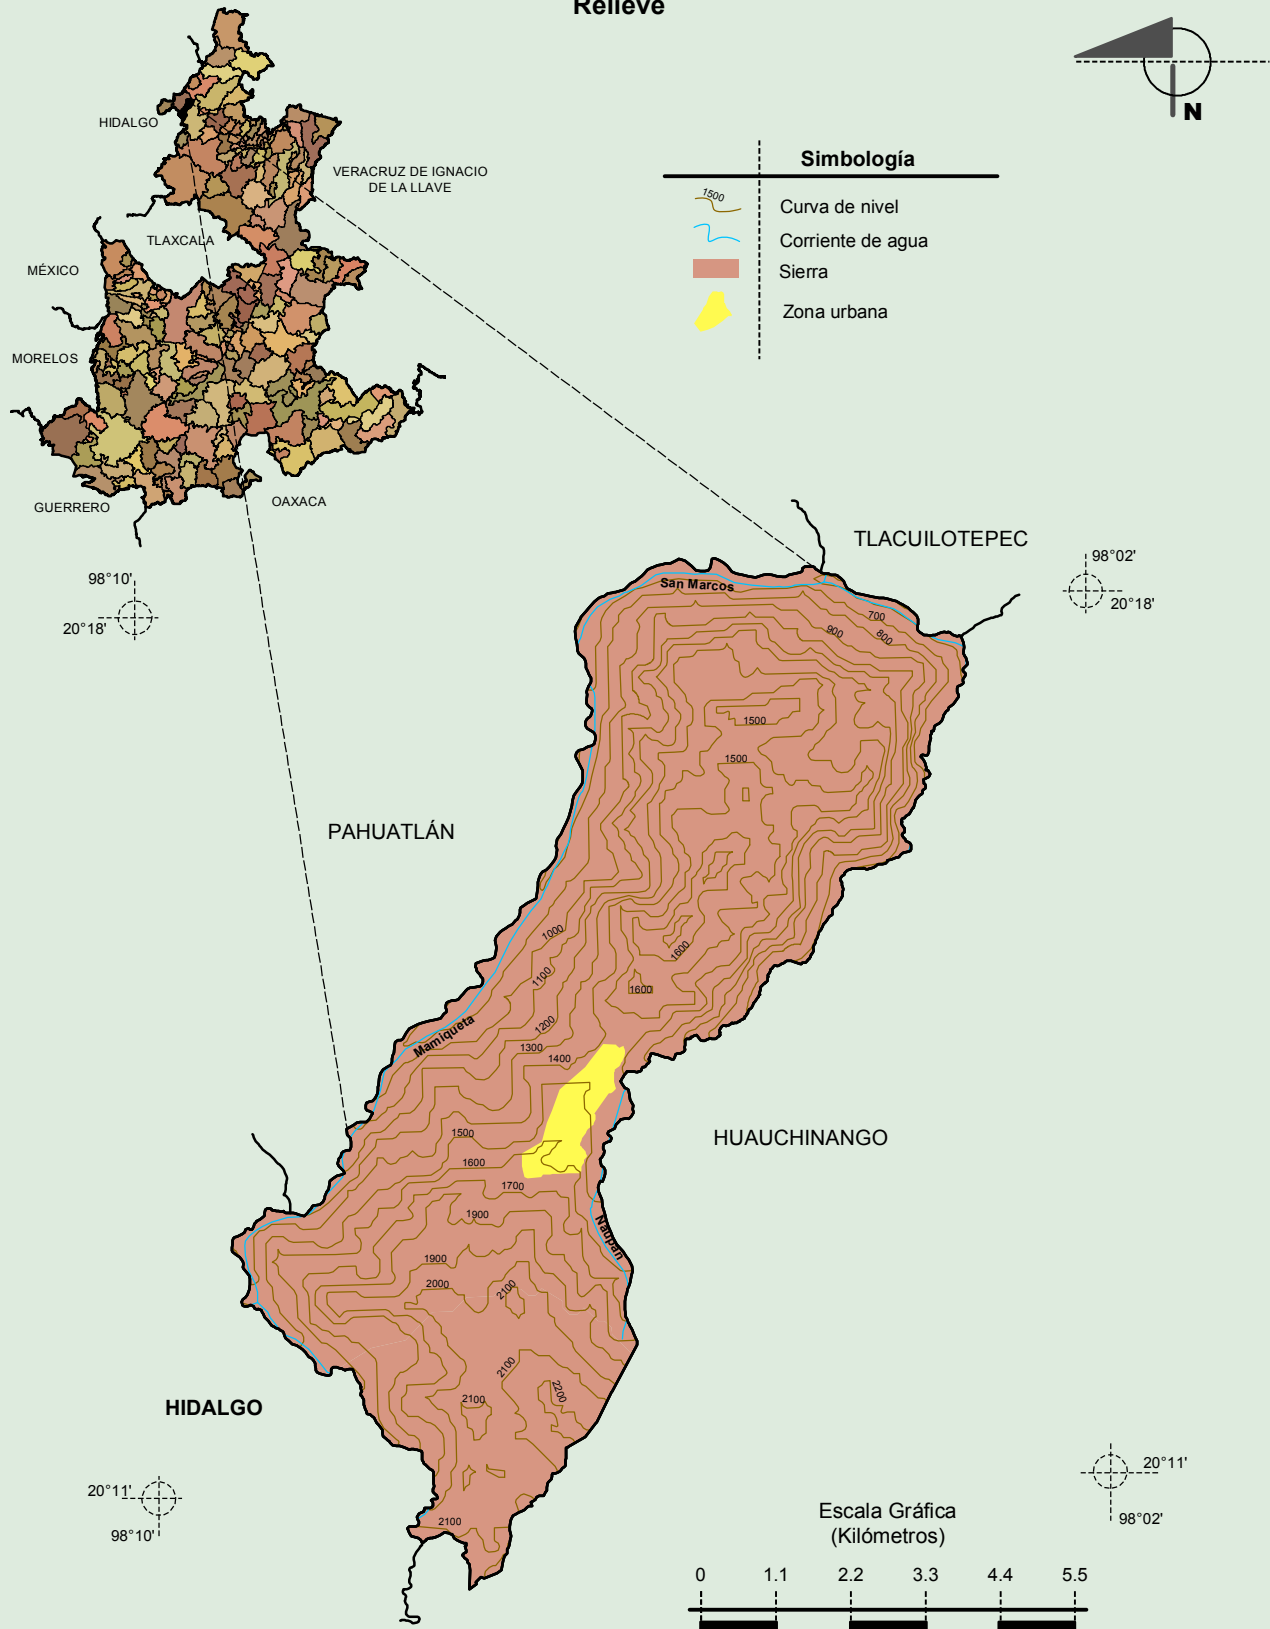 Relieve
N
HIDALGO
VERACRUZ DE IGNACIO
DE LA LLAVE
TLAXCALA
MÉXICO
MORELOS
GUERRERO
OAXACA
Simbología
1500
Curva de nivel
Corriente de agua
Sierra
Zona urbana
TLACUILOTEPEC
98°10'
20°18'
98°02'
20°18'
San Marcos
700
800
900
1500
1500
PAHUATLÁN
1000
1100
1600
1600
1200
1300
1400
Mamiqueta
HUAUCHINANGO
1500
1600
1700
1900
Naupan
1900
2000
2100
2100
2200
2100
HIDALGO
20°11'
98°10'
2100
20°11'
98°02'
Escala Gráfica
(Kilómetros)
0 1.1 2.2 3.3 4.4 5.5